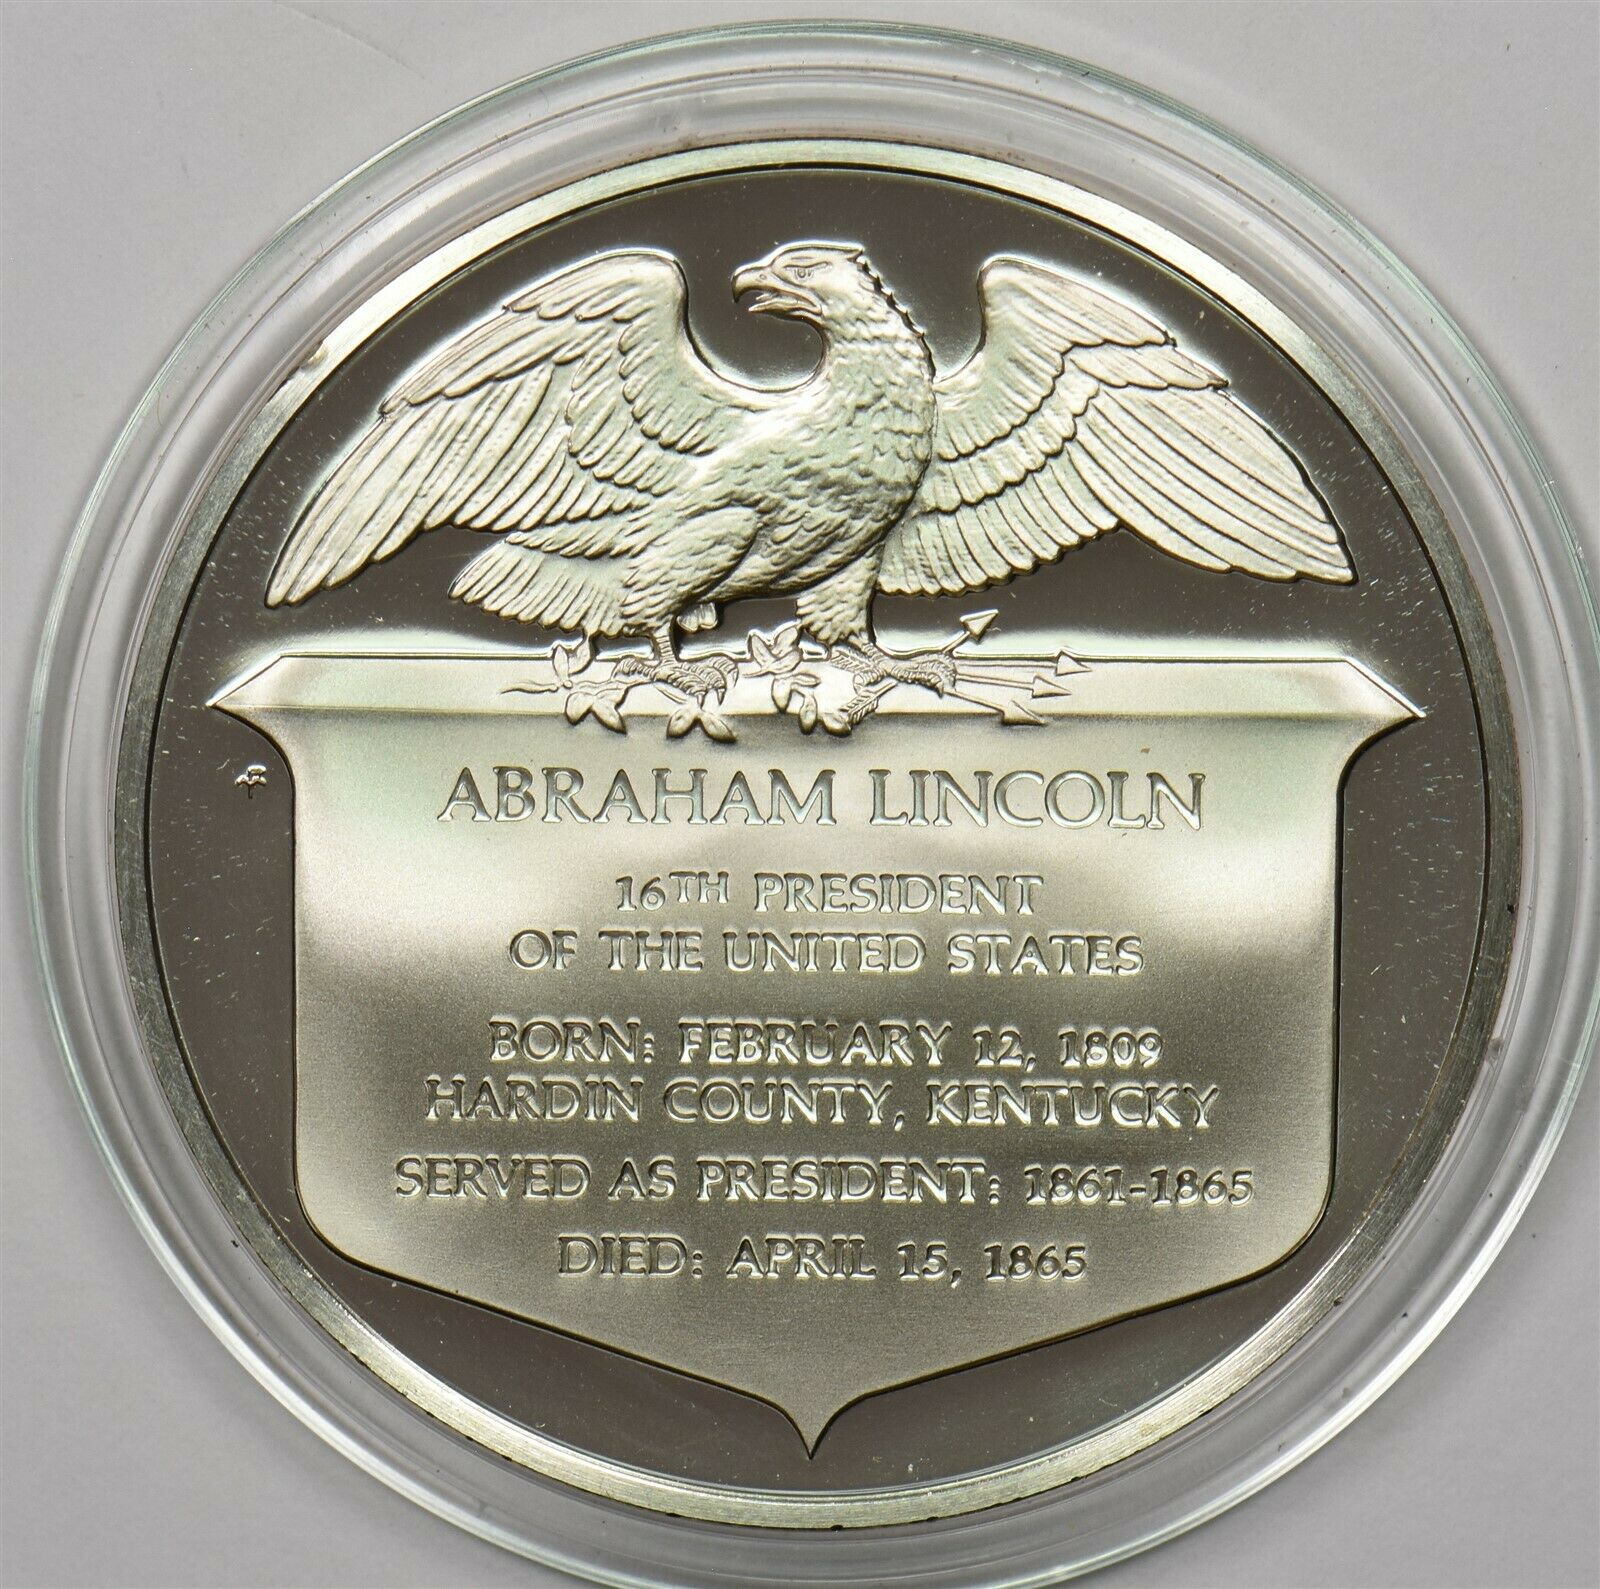 ABRAHAM LINCOLN
16TH PRESIDENT
OF THE UNITED STATES
BORN: FEBRUARY 12, 1809
HARDIN COUNTY, KENTUCKY
SERVED AS PRESIDENT: 1861-1865
DIED: APRIL 15, 1865